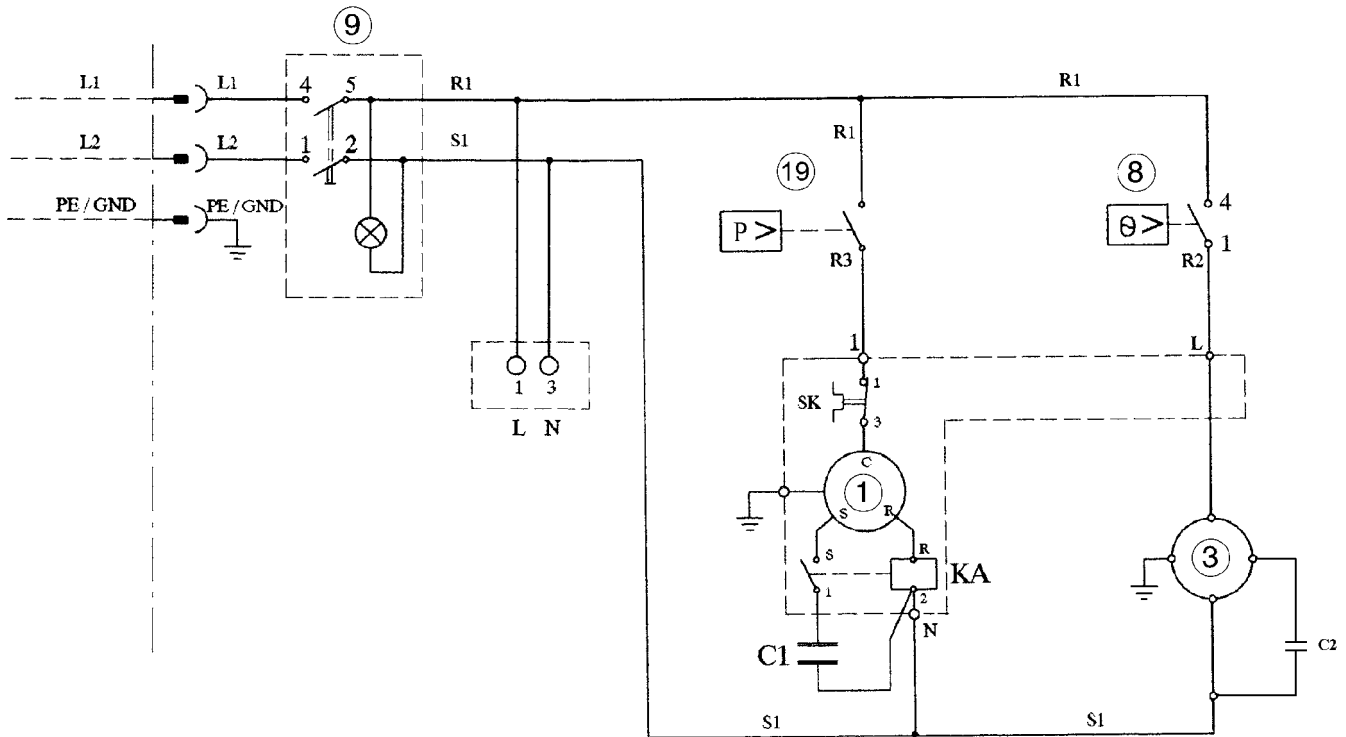 9
L1 L1 4 5 R1 R1
L2 L2 1 2 S1 R1
PE/GND PE/GND
19 8
P > θ > 4
1
R3 R2
1 L
1 3
L N
SK 1
3
C
1
S R
S R KA
1 2
N
3
C1 C2
S1 S1